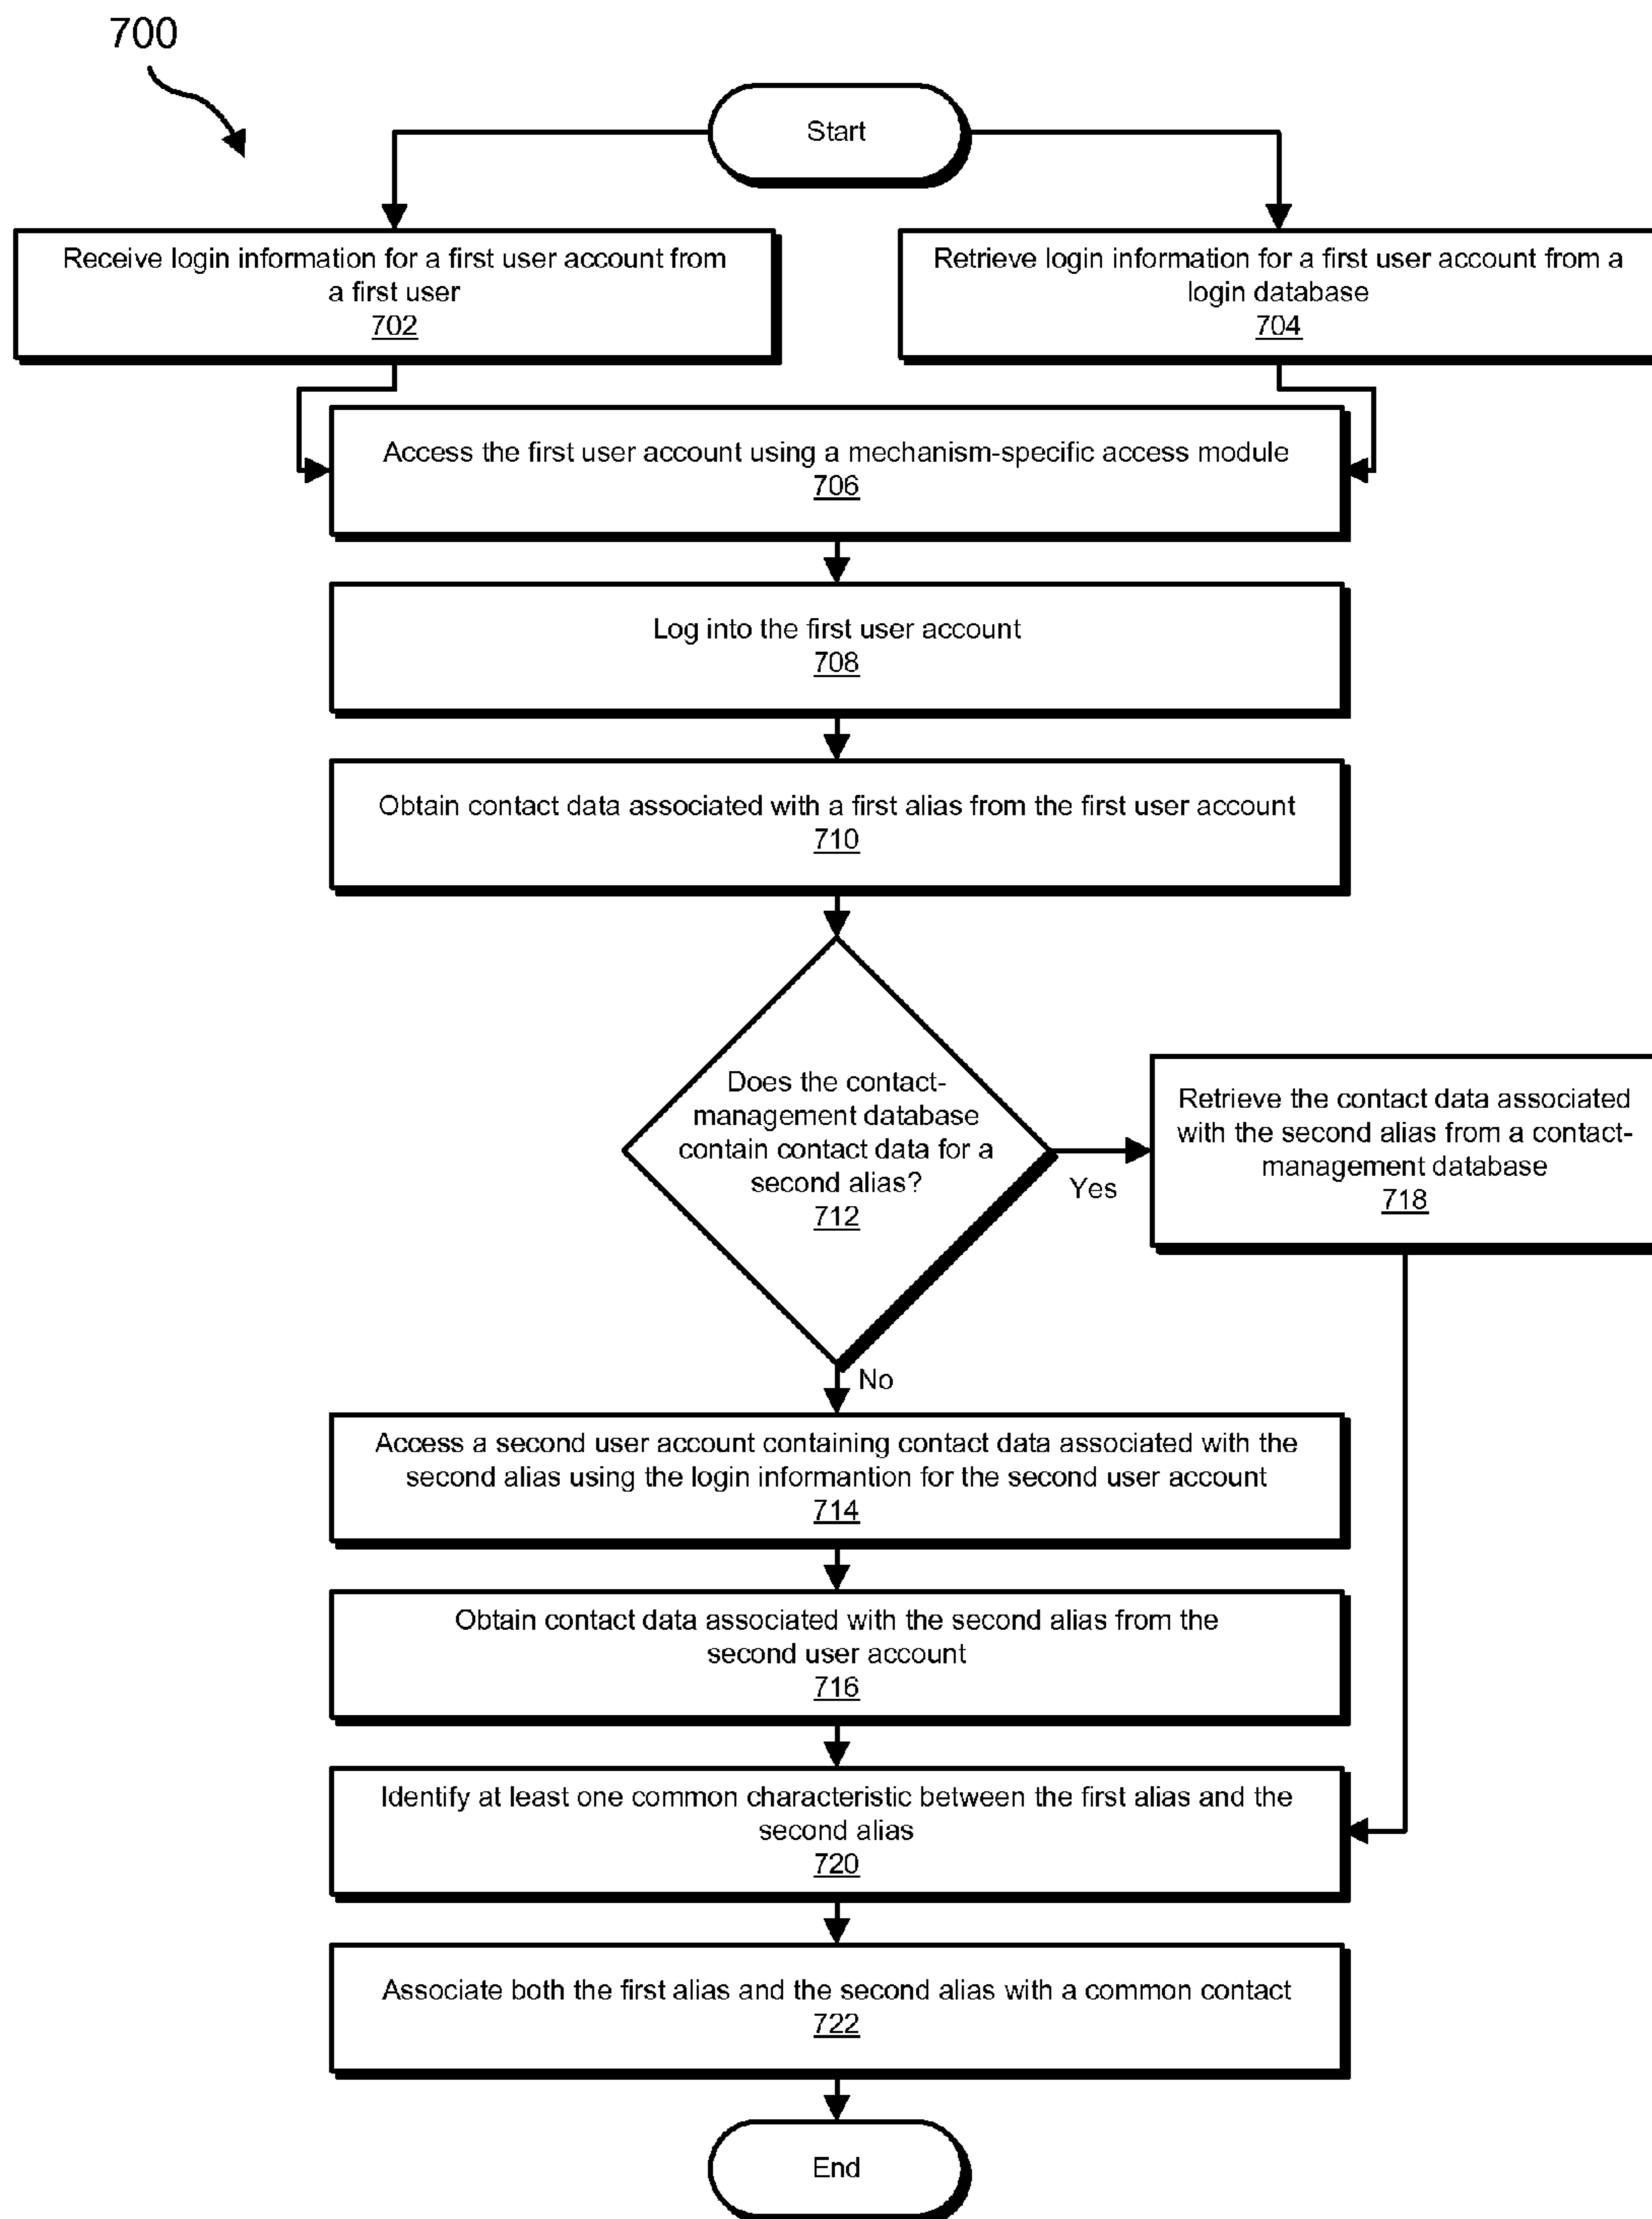 700
Start
Receive login information for a first user account from
a first user
702
Retrieve login information for a first user account from a
login database
704
Access the first user account using a mechanism-specific access module
706
Log into the first user account
708
Obtain contact data associated with a first alias from the first user account
710
Does the contact-
management database
contain contact data for a
second alias?
712
Yes
Retrieve the contact data associated
with the second alias from a contact-
management database
718
No
Access a second user account containing contact data associated with the
second alias using the login informantion for the second user account
714
Obtain contact data associated with the second alias from the
second user account
716
Identify at least one common characteristic between the first alias and the
second alias
720
Associate both the first alias and the second alias with a common contact
722
End